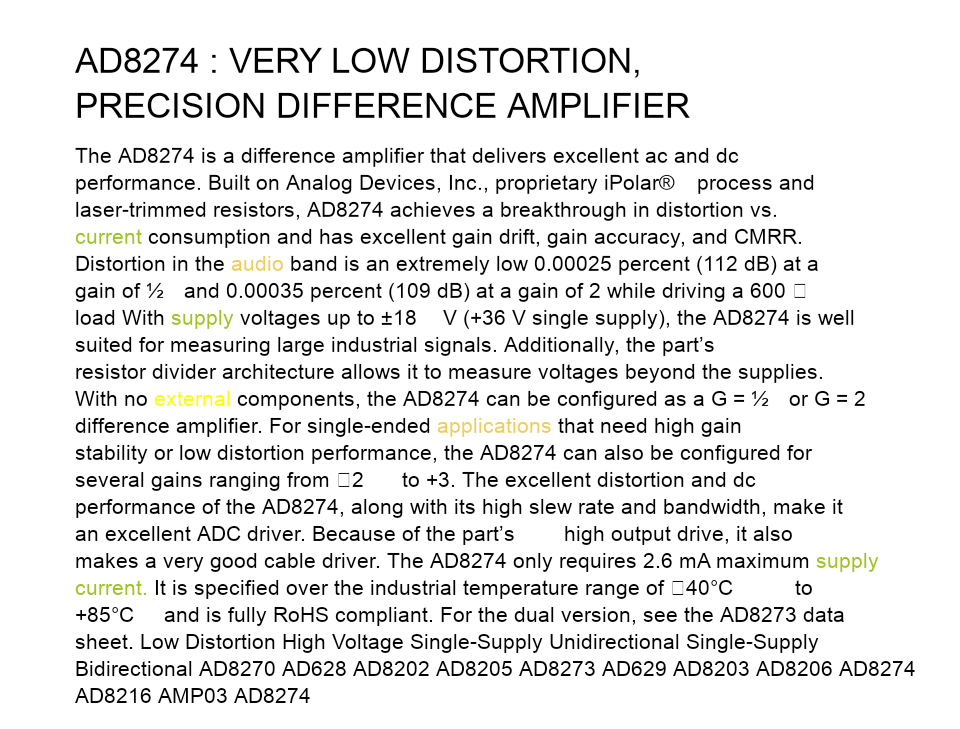 AD8274 : VERY LOW DISTORTION,
PRECISION DIFFERENCE AMPLIFIER
The AD8274 is a difference amplifier that delivers excellent ac and dc
performance. Built on Analog Devices, Inc., proprietary iPolar® process and
laser-trimmed resistors, AD8274 achieves a breakthrough in distortion vs.
current consumption and has excellent gain drift, gain accuracy, and CMRR.
Distortion in the audio band is an extremely low 0.00025 percent (112 dB) at a
gain of ½ and 0.00035 percent (109 dB) at a gain of 2 while driving a 600 □
load With supply voltages up to ±18 V (+36 V single supply), the AD8274 is well
suited for measuring large industrial signals. Additionally, the part’s
resistor divider architecture allows it to measure voltages beyond the supplies.
With no external components, the AD8274 can be configured as a G = ½ or G = 2
difference amplifier. For single-ended applications that need high gain
stability or low distortion performance, the AD8274 can also be configured for
several gains ranging from □2 to +3. The excellent distortion and dc
performance of the AD8274, along with its high slew rate and bandwidth, make it
an excellent ADC driver. Because of the part’s high output drive, it also
makes a very good cable driver. The AD8274 only requires 2.6 mA maximum supply
current. It is specified over the industrial temperature range of □40°C to
+85°C and is fully RoHS compliant. For the dual version, see the AD8273 data
sheet. Low Distortion High Voltage Single-Supply Unidirectional Single-Supply
Bidirectional AD8270 AD628 AD8202 AD8205 AD8273 AD629 AD8203 AD8206 AD8274
AD8216 AMP03 AD8274